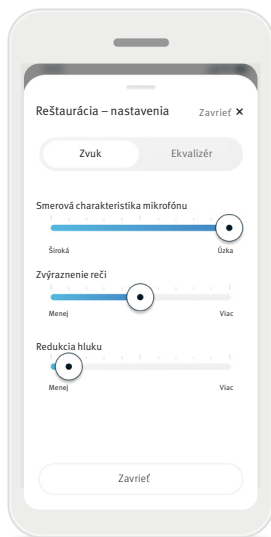 Reštaurácia – nastavenia Zavrieť ×
Zvuk Ekvalizér
Smerová charakteristika mikrofónu
Široká Úzka
Zvýraznenie reči
Menej Viac
Redukcia hluku
Menej Viac
Zavrieť